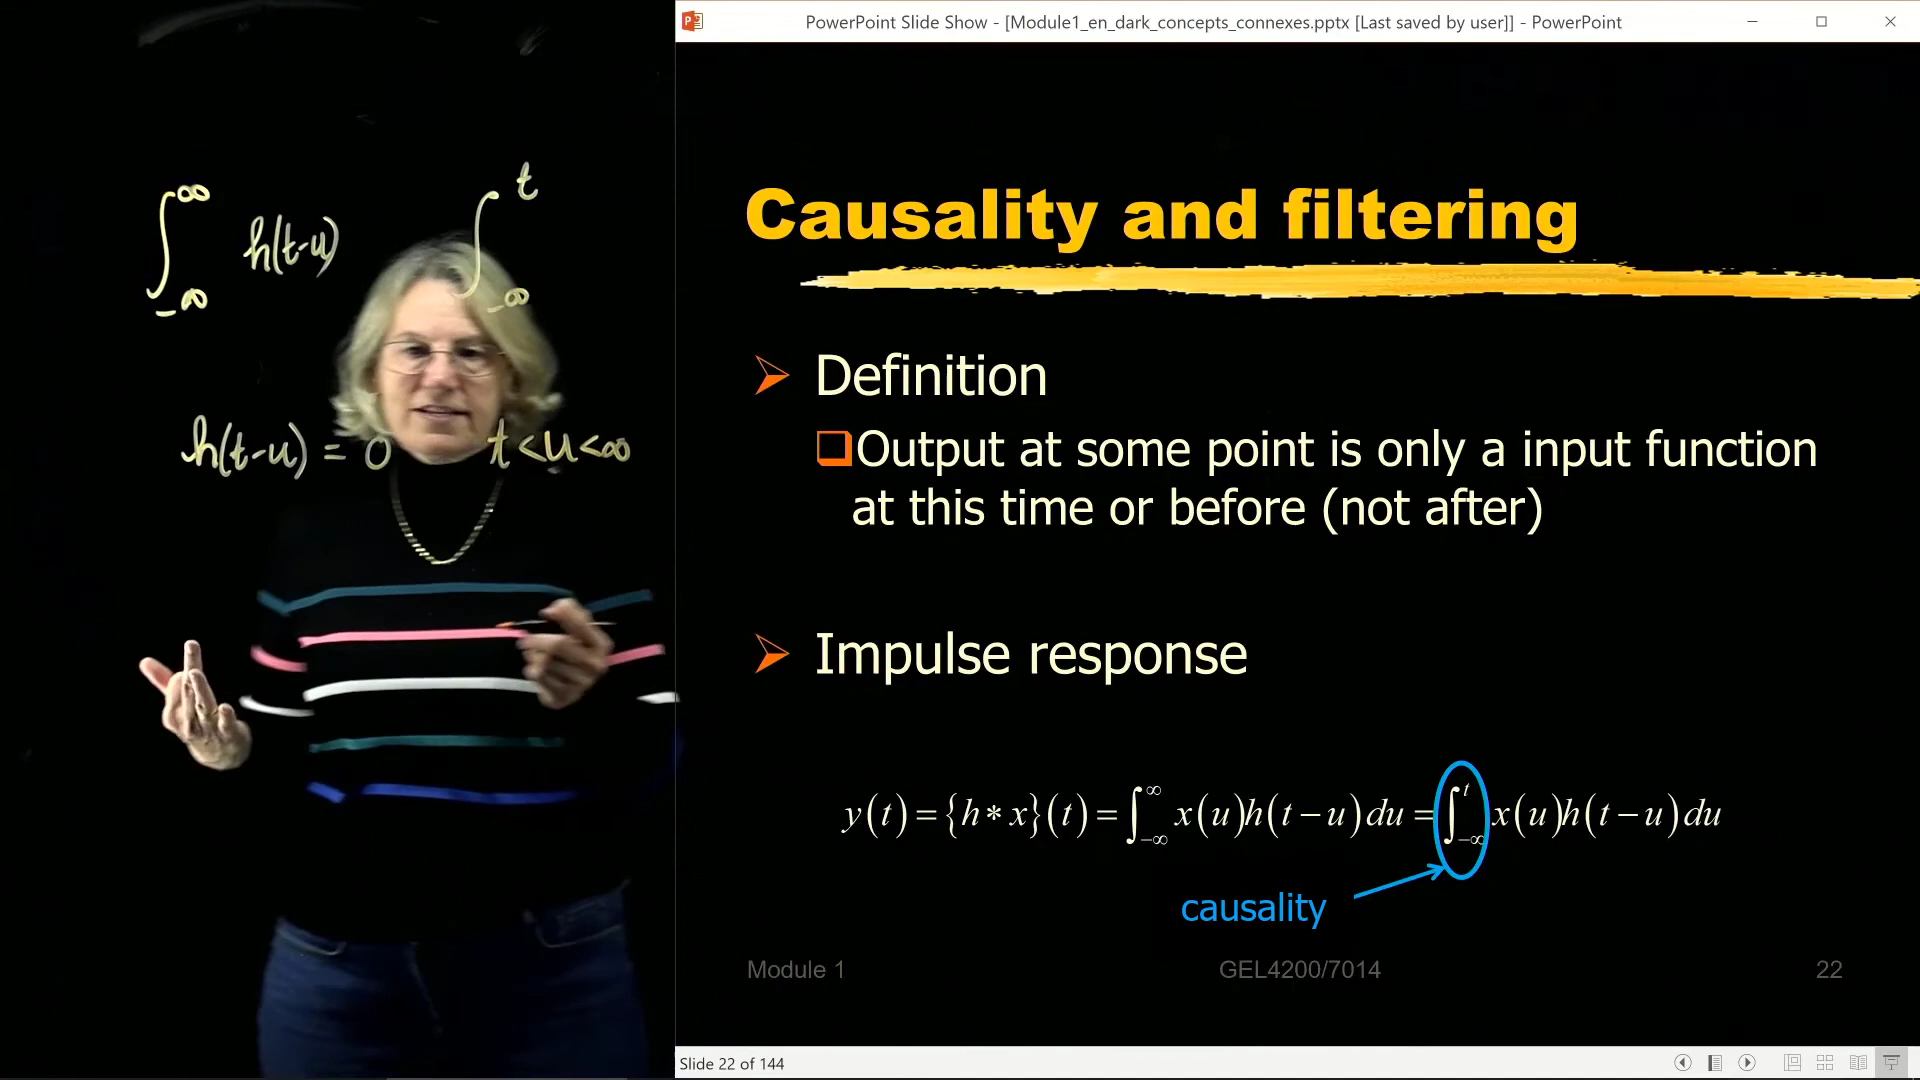 PowerPoint Slide Show - [Module1_en_dark_concepts_connexes.pptx [Last saved by user]] - PowerPoint
∫_{-∞}^{∞} h(t-u) ∫_{-∞}^{t}
h(t-u) = 0 t < u < ∞
Causality and filtering
Definition
Output at some point is only a input function
at this time or before (not after)
Impulse response
y(t) = {h∗x}(t) = ∫_{-∞}^{∞} x(u)h(t−u)du = ∫_{-∞}^{t} x(u)h(t−u)du
causality
Module 1 GEL4200/7014 22
Slide 22 of 144